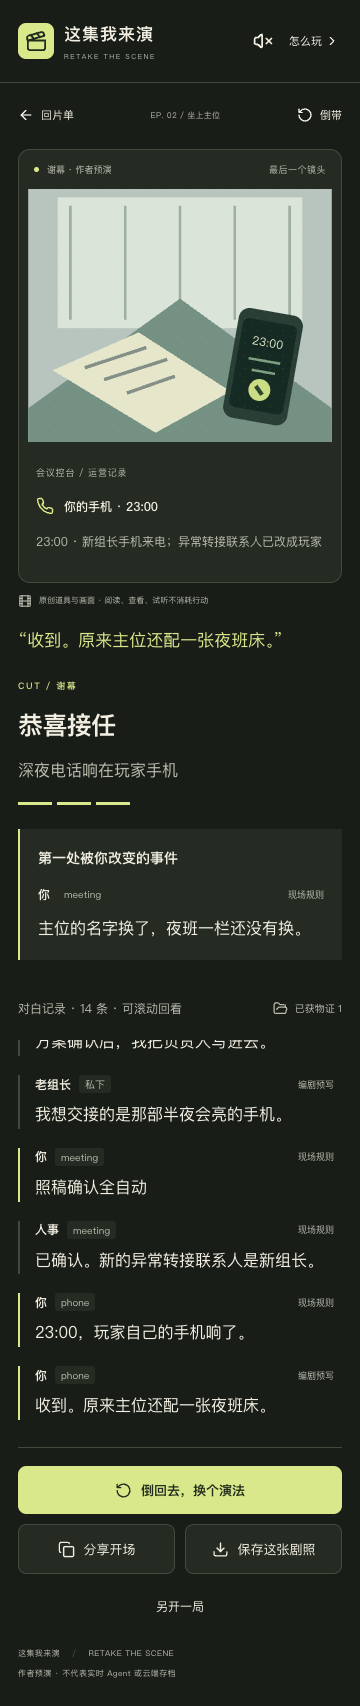 这集我来演
RETAKE THE SCENE
怎么玩
回片单
EP. 02 / 坐上主位
倒带
谢幕 · 作者预演
最后一个镜头
23:00
会议控台 / 运营记录
你的手机 · 23:00
23:00 · 新组长手机来电；异常转接联系人已改成玩家
原创道具与画面 · 阅读、查看、试听不消耗行动
“收到。原来主位还配一张夜班床。”
CUT / 谢幕
恭喜接任
深夜电话响在玩家手机
第一处被你改变的事件
你 meeting 现场规则
主位的名字换了，夜班一栏还没有换。
对白记录 · 14 条 · 可滚动回看
已获物证 1
方案确认后，我把负责人写进去。
老组长 私下 编剧预写
我想交接的是那部半夜会亮的手机。
你 meeting 现场规则
照稿确认全自动
人事 meeting 现场规则
已确认。新的异常转接联系人是新组长。
你 phone 现场规则
23:00，玩家自己的手机响了。
你 phone 编剧预写
收到。原来主位还配一张夜班床。
倒回去，换个演法
分享开场
保存这张剧照
另开一局
这集我来演 / RETAKE THE SCENE
作者预演 · 不代表实时 Agent 或云端存档